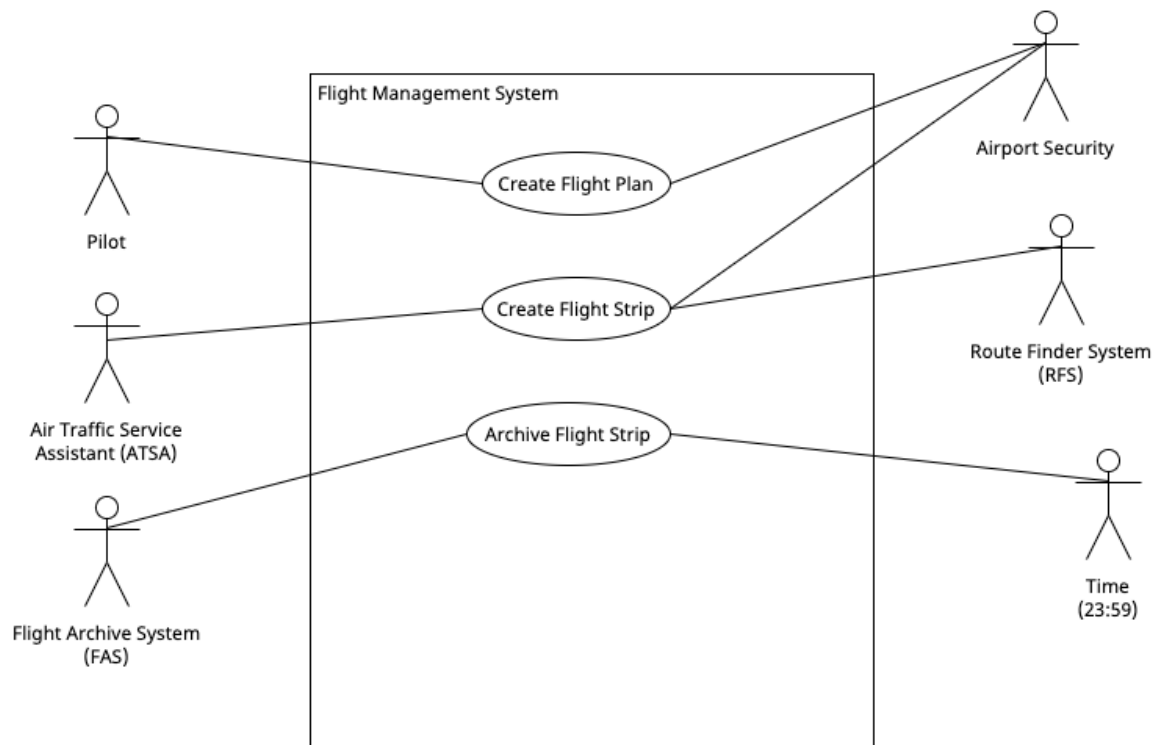 Flight Management System
Airport Security
Create Flight Plan
Pilot
Create Flight Strip
Route Finder System
(RFS)
Air Traffic Service
Assistant (ATSA)
Archive Flight Strip
Time
(23:59)
Flight Archive System
(FAS)